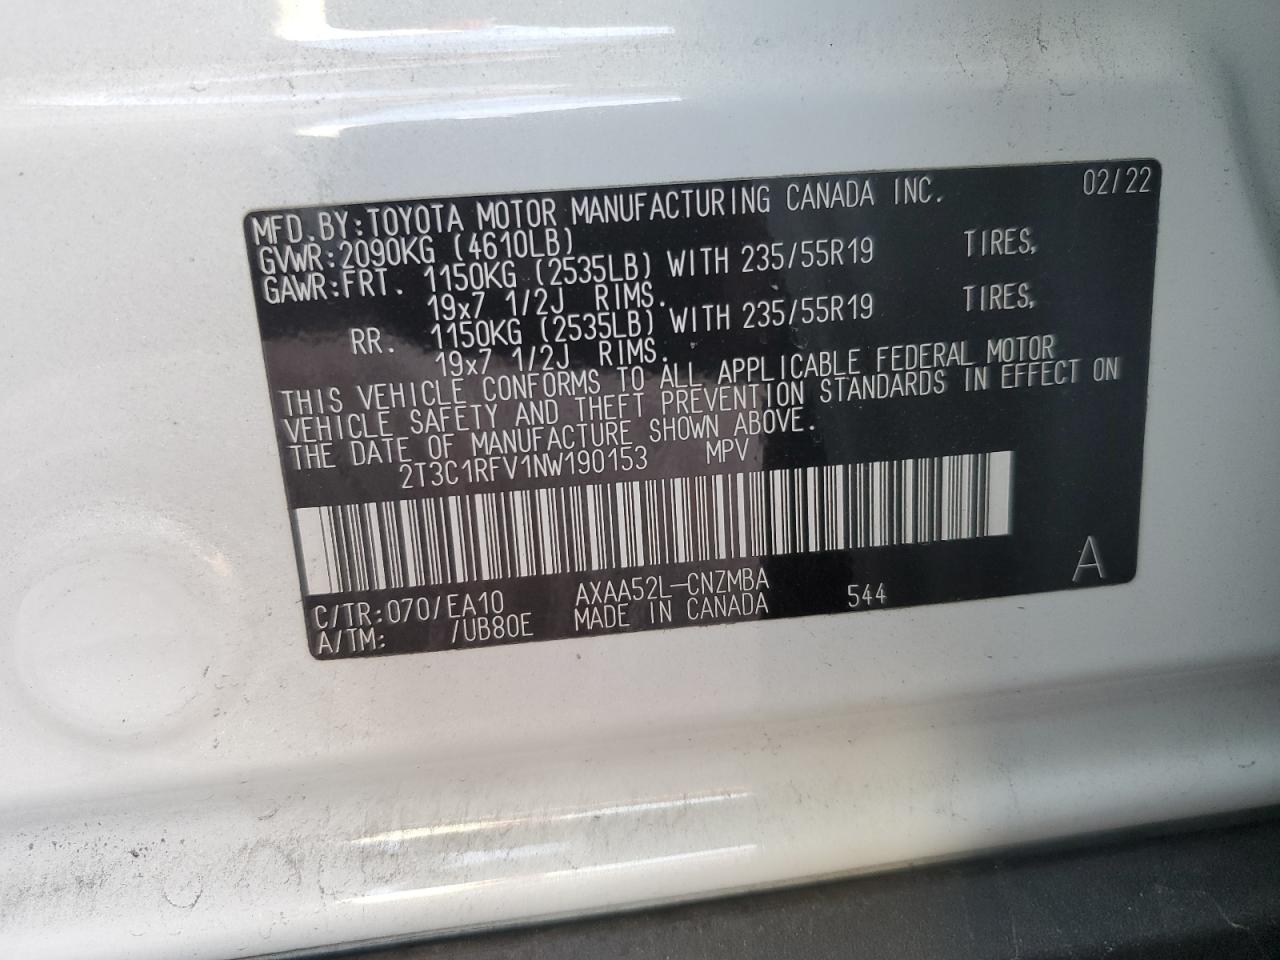 MFD.BY:TOYOTA MOTOR MANUFACTURING CANADA INC. 02/22
GVWR:2090KG (4610LB)
GAWR:FRT. 1150KG (2535LB) WITH 235/55R19 TIRES,
19x7 1/2J RIMS.
RR. 1150KG (2535LB) WITH 235/55R19 TIRES,
19x7 1/2J RIMS.
THIS VEHICLE CONFORMS TO ALL APPLICABLE FEDERAL MOTOR
VEHICLE SAFETY AND THEFT PREVENTION STANDARDS IN EFFECT ON
THE DATE OF MANUFACTURE SHOWN ABOVE.
2T3C1RFV1NW190153 MPV
C/TR:070/EA10 AXAA52L-CNZMBA 544 A
A/TM: /UB80E MADE IN CANADA